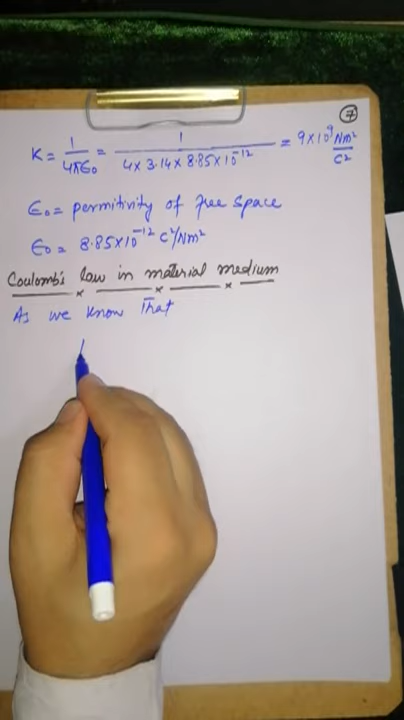 7
K = 1/4πϵ₀ = 1/4 x 3.14 x 8.85 x 10⁻¹² = 9 x 10⁹ Nm²/C²
ϵ₀ = permitivity of free space
ϵ₀ = 8.85 x 10⁻¹² C²/Nm²
Coulomb's law in material medium
As we know That